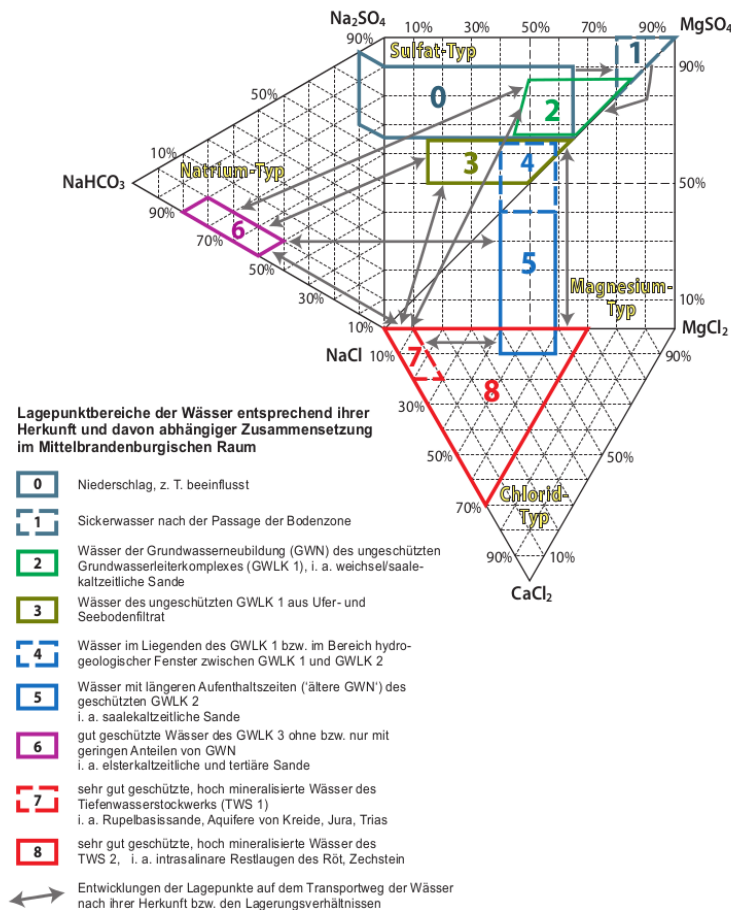 Na₂SO₄ 10% 30% 50% 70% 90% MgSO₄
90% Sulfat-Typ 1 90%
0
50% 2
70%
10% 3 4
Natrium-Typ
NaHCO₃ 50%
90% 6
70% 5
50% Magnesium-
30% Typ 10%
10% MgCl₂
NaCl 10% 7 90%
30% 8
50% 50%
70% Chlorid-
Typ
90% 10%
CaCl₂
Lagepunktbereiche der Wässer entsprechend ihrer
Herkunft und davon abhängiger Zusammensetzung
im Mittelbrandenburgischen Raum
0 Niederschlag, z. T. beeinflusst
1 Sickerwasser nach der Passage der Bodenzone
2 Wässer der Grundwasserneubildung (GWN) des ungeschützten
Grundwasserleiterkomplexes (GWLK 1), i. a. weichsel/saale-
kaltzeitliche Sande
3 Wässer des ungeschützten GWLK 1 aus Ufer- und
Seebodenfiltrat
4 Wässer im Liegenden des GWLK 1 bzw. im Bereich hydro-
geologischer Fenster zwischen GWLK 1 und GWLK 2
5 Wässer mit längeren Aufenthaltszeiten ('ältere GWN') des
geschützten GWLK 2
i. a. saalekaltzeitliche Sande
6 gut geschützte Wässer des GWLK 3 ohne bzw. nur mit
geringen Anteilen von GWN
i. a. elsterkaltzeitliche und tertiäre Sande
7 sehr gut geschützte, hoch mineralisierte Wässer des
Tiefenwasserstockwerks (TWS 1)
i. a. Rupelbasissande, Aquifere von Kreide, Jura, Trias
8 sehr gut geschützte, hoch mineralisierte Wässer des
TWS 2, i. a. intrasalinare Restlaugen des Röt, Zechstein
Entwicklungen der Lagepunkte auf dem Transportweg der Wässer
nach ihrer Herkunft bzw. den Lagerungsverhältnissen